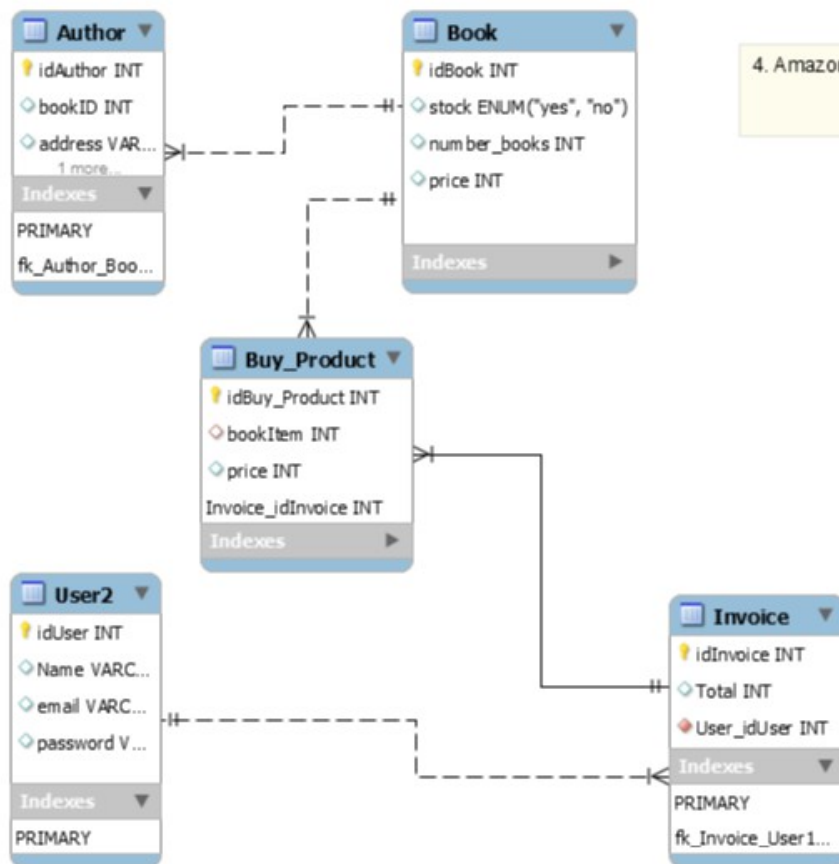 Author
idAuthor INT
bookID INT
address VAR...
1 more...
Indexes
PRIMARY
fk_Author_Boo...
Book
idBook INT
stock ENUM("yes", "no")
number_books INT
price INT
Indexes
4. Amazon
Buy_Product
idBuy_Product INT
bookItem INT
price INT
Invoice_idInvoice INT
Indexes
User2
idUser INT
Name VARC...
email VARC...
password V...
Indexes
PRIMARY
Invoice
idInvoice INT
Total INT
User_idUser INT
Indexes
PRIMARY
fk_Invoice_User1...